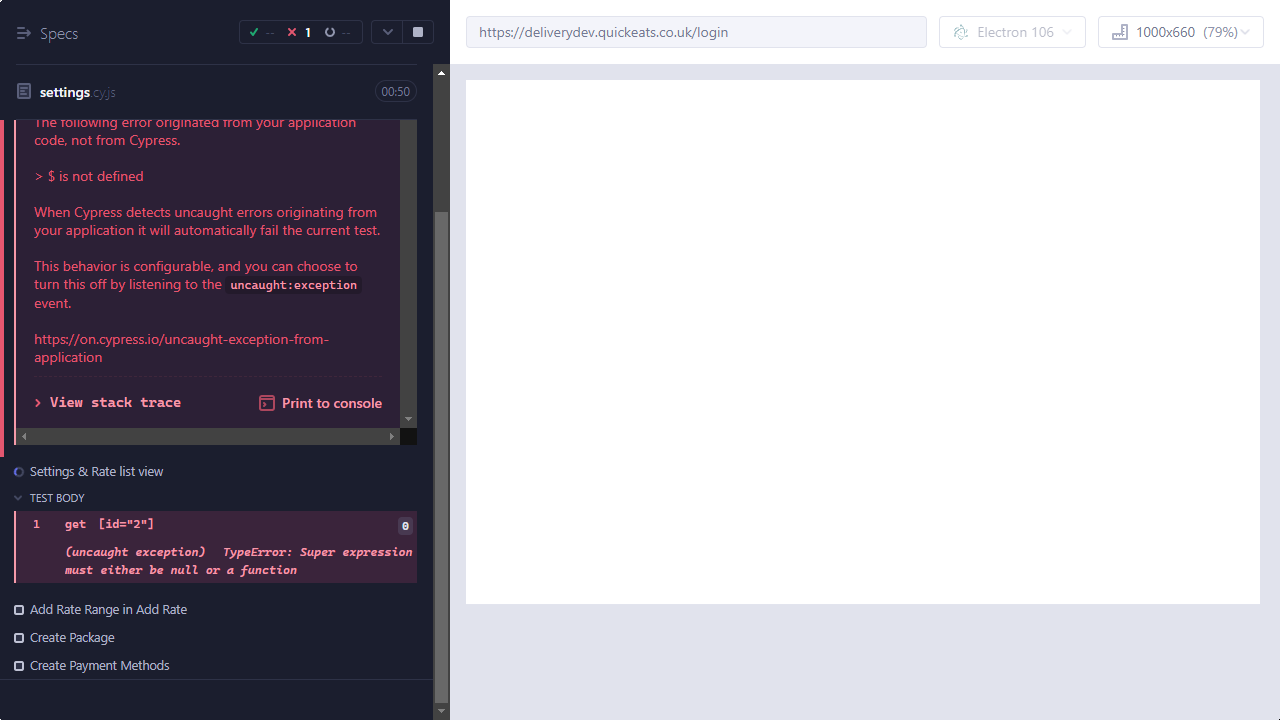 Specs
-- 1 --
settings.cy.js
00:50
The following error originated from your application
code, not from Cypress.
> $ is not defined
When Cypress detects uncaught errors originating from
your application it will automatically fail the current test.
This behavior is configurable, and you can choose to
turn this off by listening to the uncaught:exception
event.
https://on.cypress.io/uncaught-exception-from-
application
View stack trace
Print to console
Settings & Rate list view
TEST BODY
1 get [id="2"] 0
(uncaught exception) TypeError: Super expression
must either be null or a function
Add Rate Range in Add Rate
Create Package
Create Payment Methods
https://deliverydev.quickeats.co.uk/login
Electron 106
1000x660 (79%)